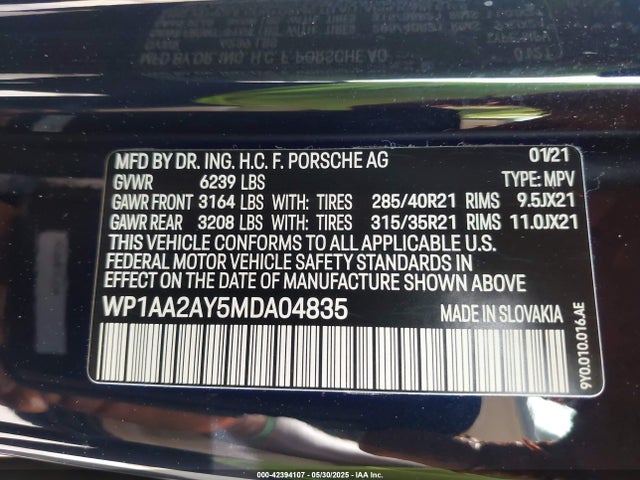 MFD BY DR. ING. H.C. F. PORSCHE AG 01/21
GVWR 6239 LBS TYPE: MPV
GAWR FRONT 3164 LBS WITH: TIRES 285/40R21 RIMS 9.5JX21
GAWR REAR 3208 LBS WITH: TIRES 315/35R21 RIMS 11.0JX21
THIS VEHICLE CONFORMS TO ALL APPLICABLE U.S.
FEDERAL MOTOR VEHICLE SAFETY STANDARDS IN
EFFECT ON THE DATE OF MANUFACTURE SHOWN ABOVE.
WP1AA2AY5MDA04835 MADE IN SLOVAKIA
9Y0.010.016.AE
000-42394107 - 05/30/2025 - IAA Inc.